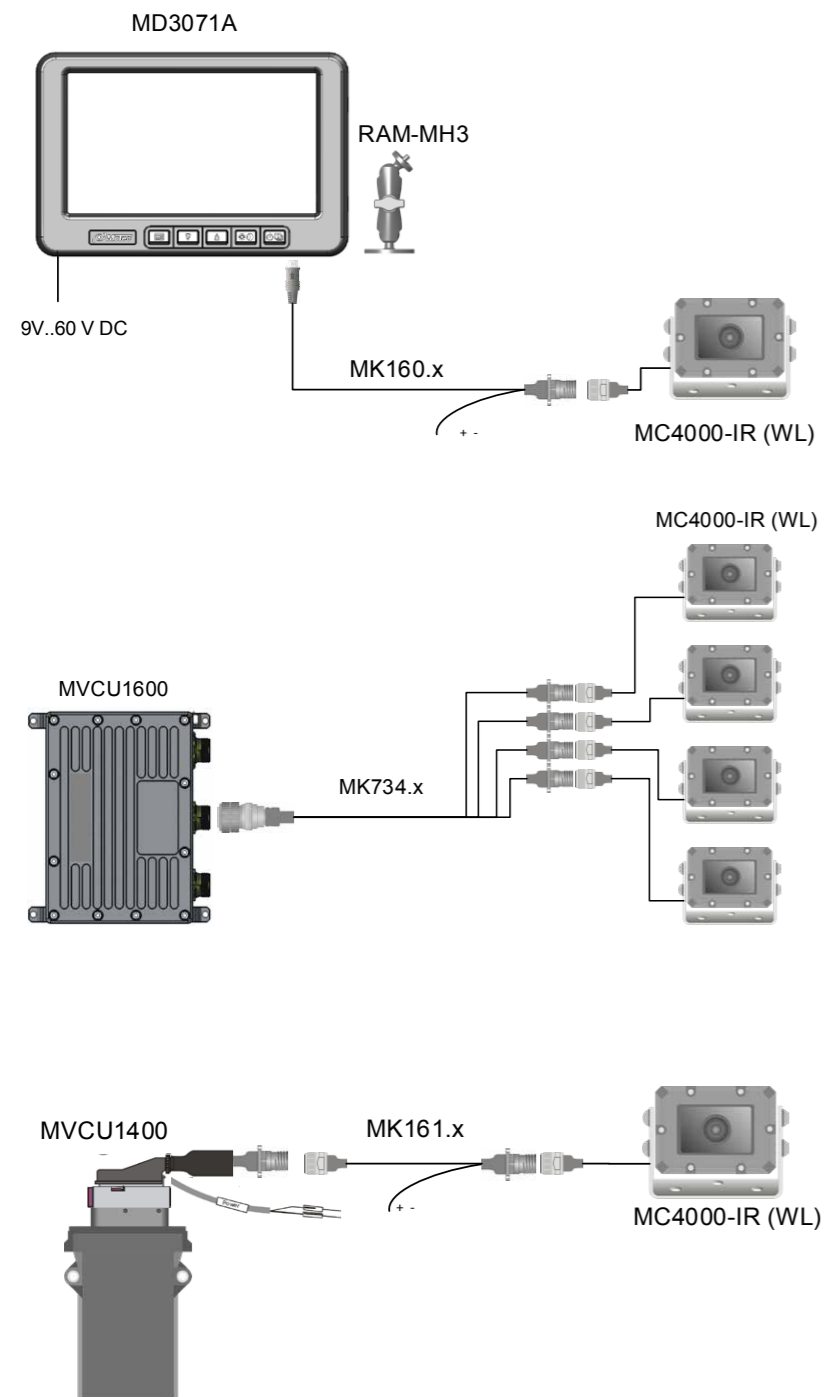 MD3071A
RAM-MH3
9V..60 V DC
MK160.x
+ -
MC4000-IR (WL)
MC4000-IR (WL)
MVCU1600
MK734.x
MVCU1400
MK161.x
Power
+ -
MC4000-IR (WL)